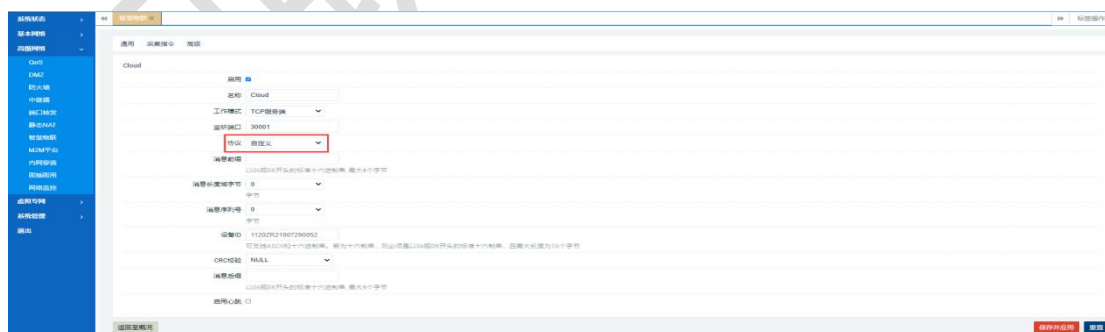 系统状态
基本网络
高级网络
QoS
DMZ
防火墙
中继器
端口转发
静态NAT
智慧物联
M2M平台
内网穿透
网络监控
虚拟专网
系统管理
退出
智慧物联
标签操作
通用 采集指令 高级
Cloud
启用
名称 Cloud
工作模式 TCP服务端
监听端口 30001
协议 自定义
消息前缀
以0x或0X开头的标准十六进制串,最大4个字节
消息长度域字节 0
字节
消息序列号 0
字节
设备ID 1120ZR21907290052
可支持ASCII和十六进制串。若为十六制串，则必须是以0x或0X开头的标准十六制串，且最大长度为16个字节
CRC校验 NULL
消息后缀
以0x或0X开头的标准十六进制串,最大4个字节
启用心跳
返回至概况
保存并应用 重置